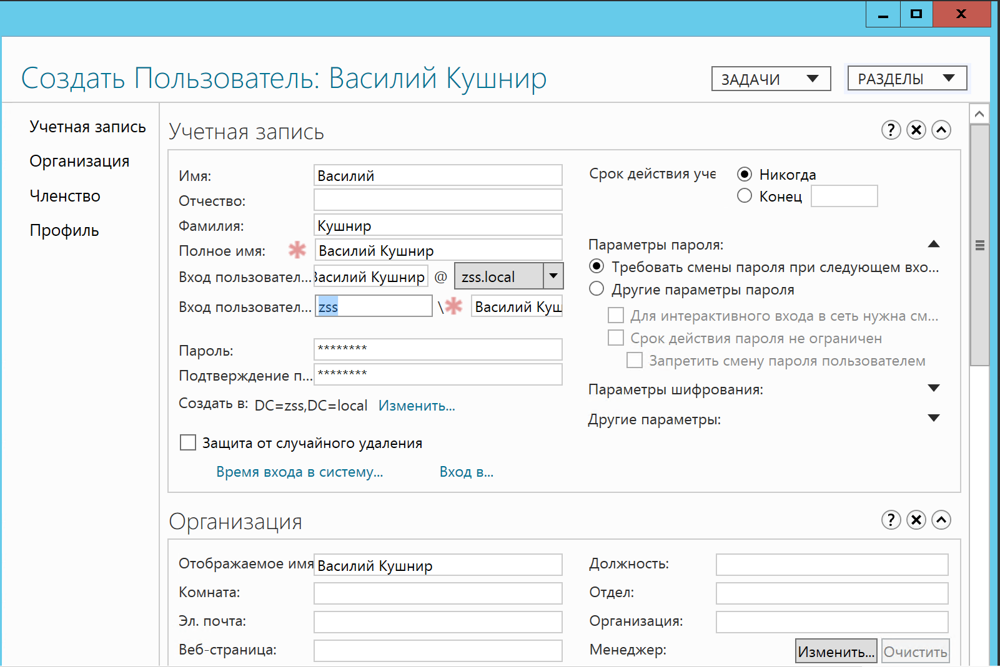 Создать Пользователь: Василий Кушнир
ЗАДАЧИ
РАЗДЕЛЫ
Учетная запись
Организация
Членство
Профиль
Учетная запись
Имя: Василий
Отчество:
Фамилия: Кушнир
Полное имя: * Василий Кушнир
Вход пользовател... Василий Кушнир @ zss.local
Вход пользовател... zss \* Василий Куш
Пароль: ********
Подтверждение п... ********
Создать в: DC=zss,DC=local Изменить...
Защита от случайного удаления
Время входа в систему... Вход в...
Срок действия уче
Никогда
Конец
Параметры пароля:
Требовать смены пароля при следующем вхо...
Другие параметры пароля
Для интерактивного входа в сеть нужна см...
Срок действия пароля не ограничен
Запретить смену пароля пользователем
Параметры шифрования:
Другие параметры:
Организация
Отображаемое имя Василий Кушнир
Комната:
Эл. почта:
Веб-страница:
Должность:
Отдел:
Организация:
Менеджер: Изменить... Очистить